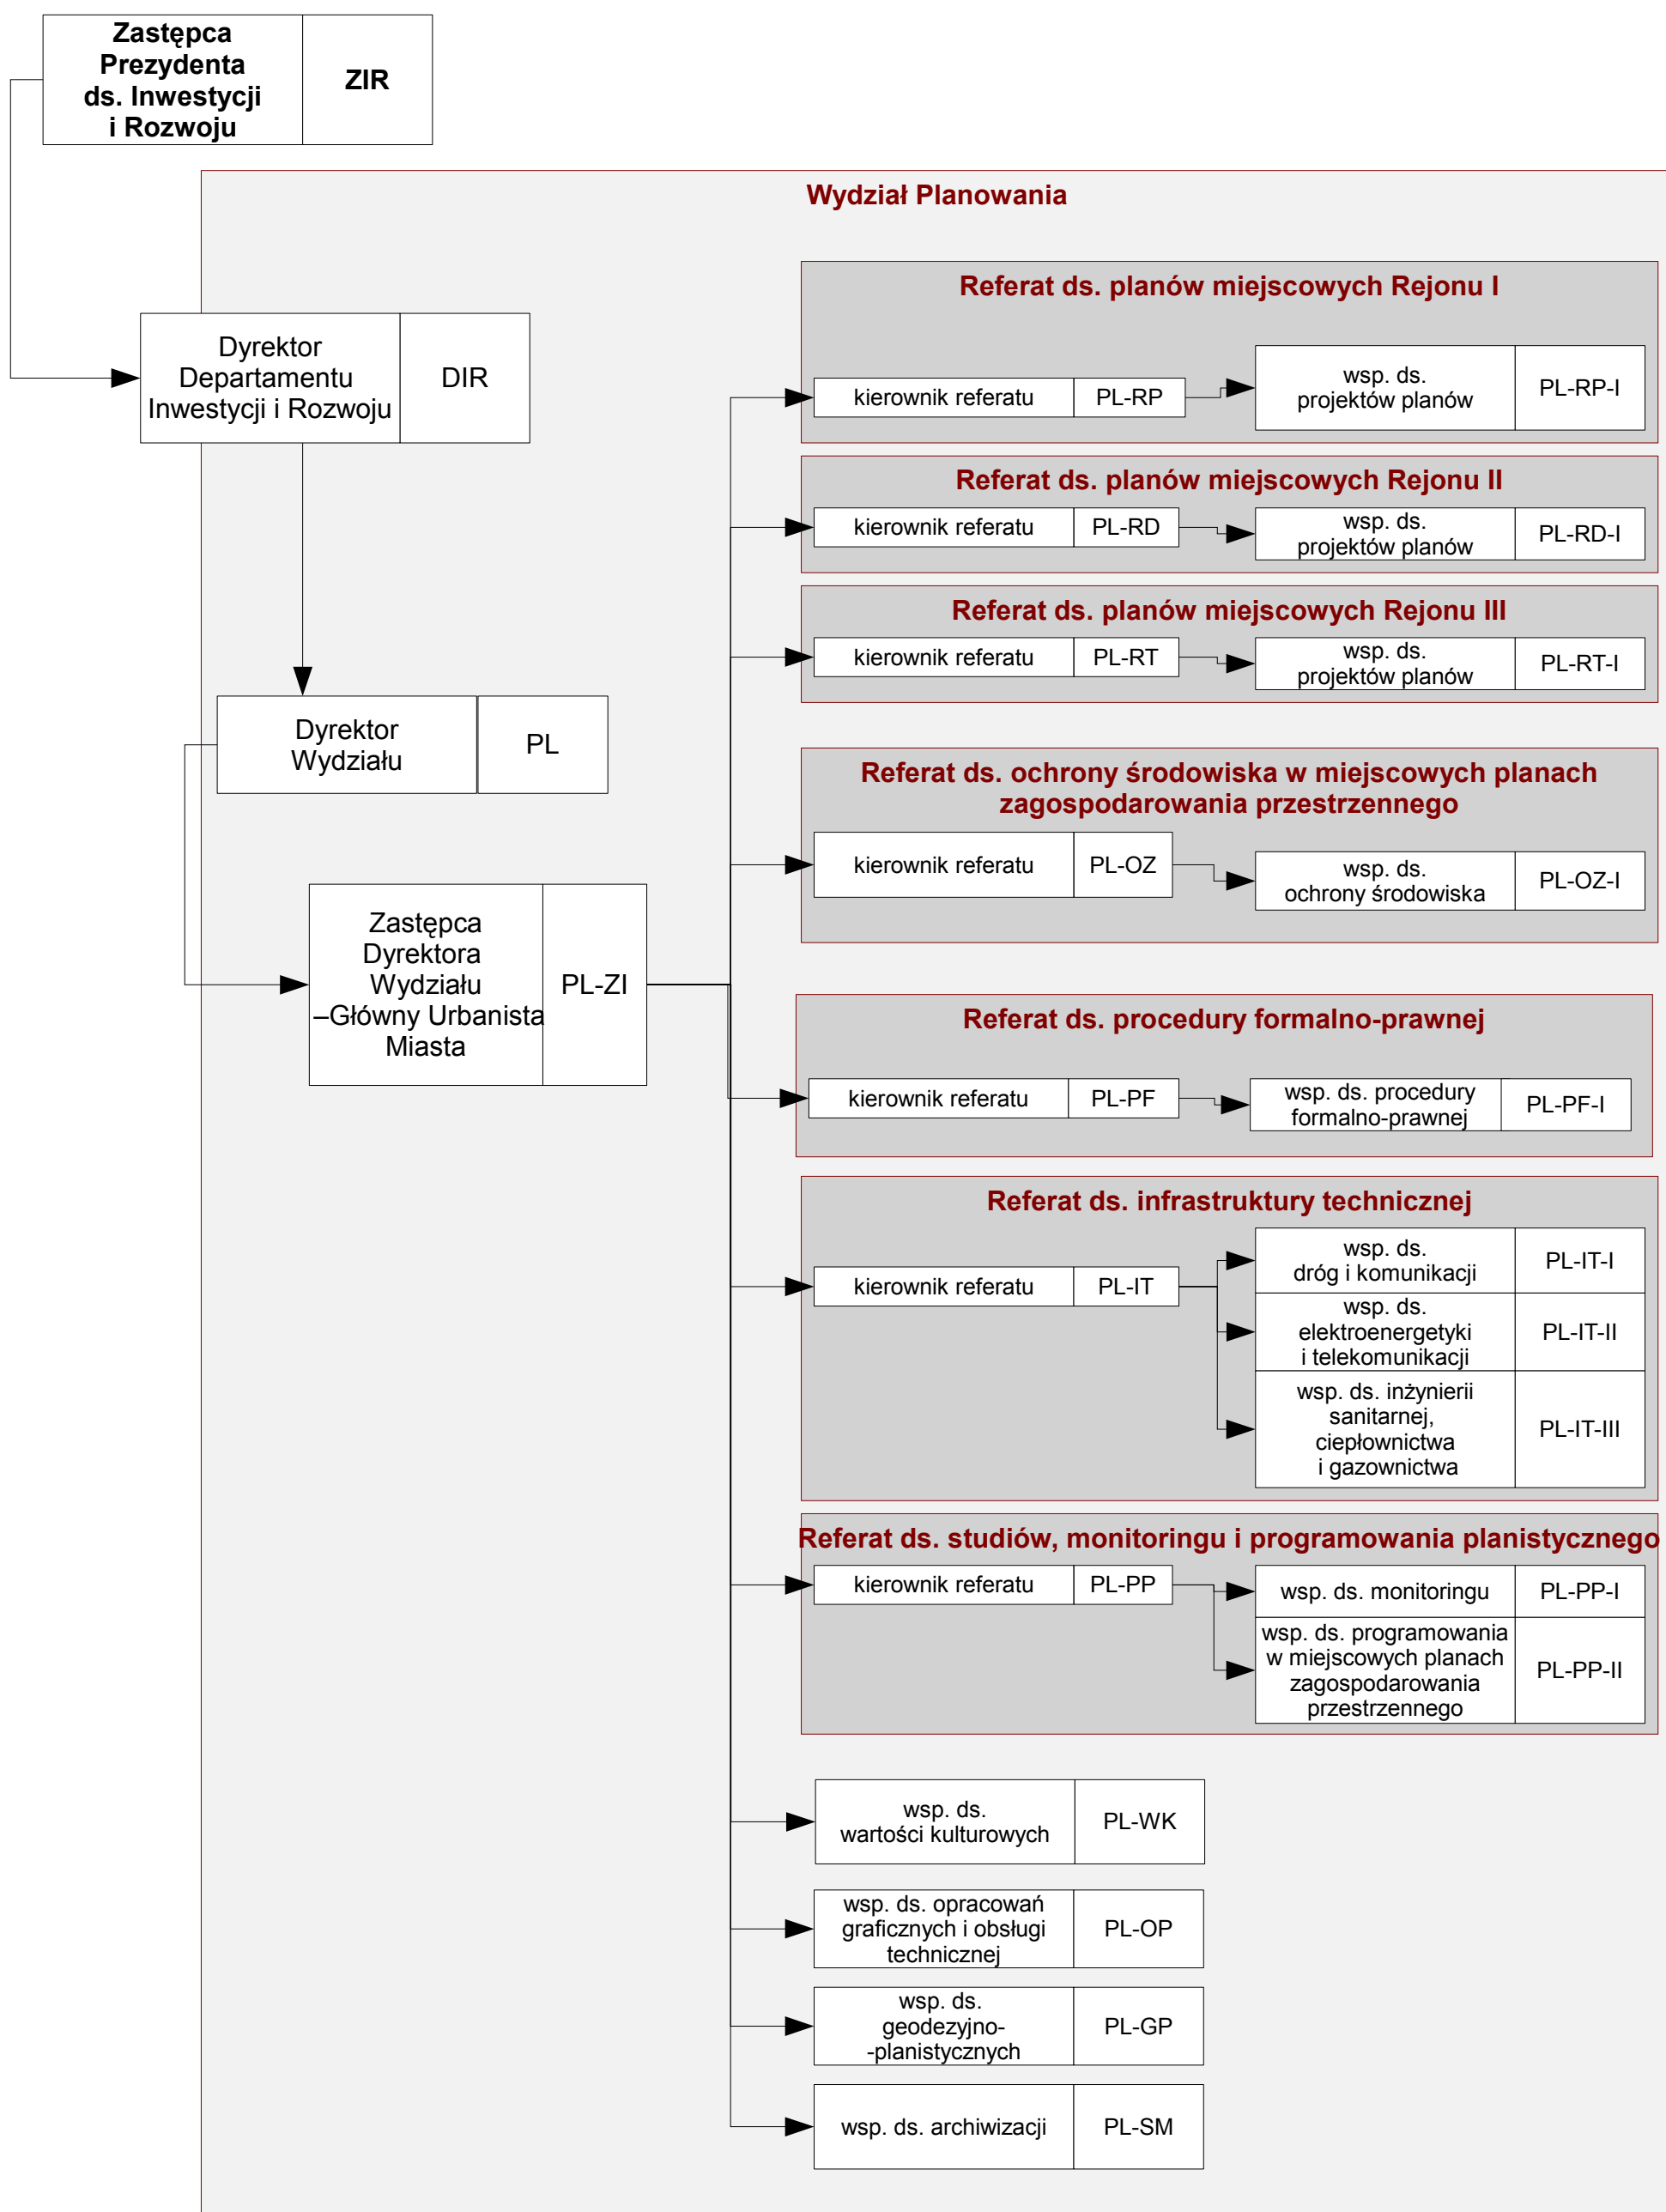 Zastępca
Prezydenta
ds. Inwestycji
i Rozwoju
ZIR
Wydział Planowania
Dyrektor
Departamentu
Inwestycji i Rozwoju
DIR
Dyrektor
Wydziału
PL
Zastępca
Dyrektora
Wydziału
–Główny Urbanista
Miasta
PL-ZI
Referat ds. planów miejscowych Rejonu I
kierownik referatu
PL-RP
wsp. ds.
projektów planów
PL-RP-I
Referat ds. planów miejscowych Rejonu II
kierownik referatu
PL-RD
wsp. ds.
projektów planów
PL-RD-I
Referat ds. planów miejscowych Rejonu III
kierownik referatu
PL-RT
wsp. ds.
projektów planów
PL-RT-I
Referat ds. ochrony środowiska w miejscowych planach
zagospodarowania przestrzennego
kierownik referatu
PL-OZ
wsp. ds.
ochrony środowiska
PL-OZ-I
Referat ds. procedury formalno-prawnej
kierownik referatu
PL-PF
wsp. ds. procedury
formalno-prawnej
PL-PF-I
Referat ds. infrastruktury technicznej
kierownik referatu
PL-IT
wsp. ds.
dróg i komunikacji
PL-IT-I
wsp. ds.
elektroenergetyki
i telekomunikacji
PL-IT-II
wsp. ds. inżynierii
sanitarnej,
ciepłownictwa
i gazownictwa
PL-IT-III
Referat ds. studiów, monitoringu i programowania planistycznego
kierownik referatu
PL-PP
wsp. ds. monitoringu
PL-PP-I
wsp. ds. programowania
w miejscowych planach
zagospodarowania
przestrzennego
PL-PP-II
wsp. ds.
wartości kulturowych
PL-WK
wsp. ds. opracowań
graficznych i obsługi
technicznej
PL-OP
wsp. ds.
geodezyjno-
-planistycznych
PL-GP
wsp. ds. archiwizacji
PL-SM